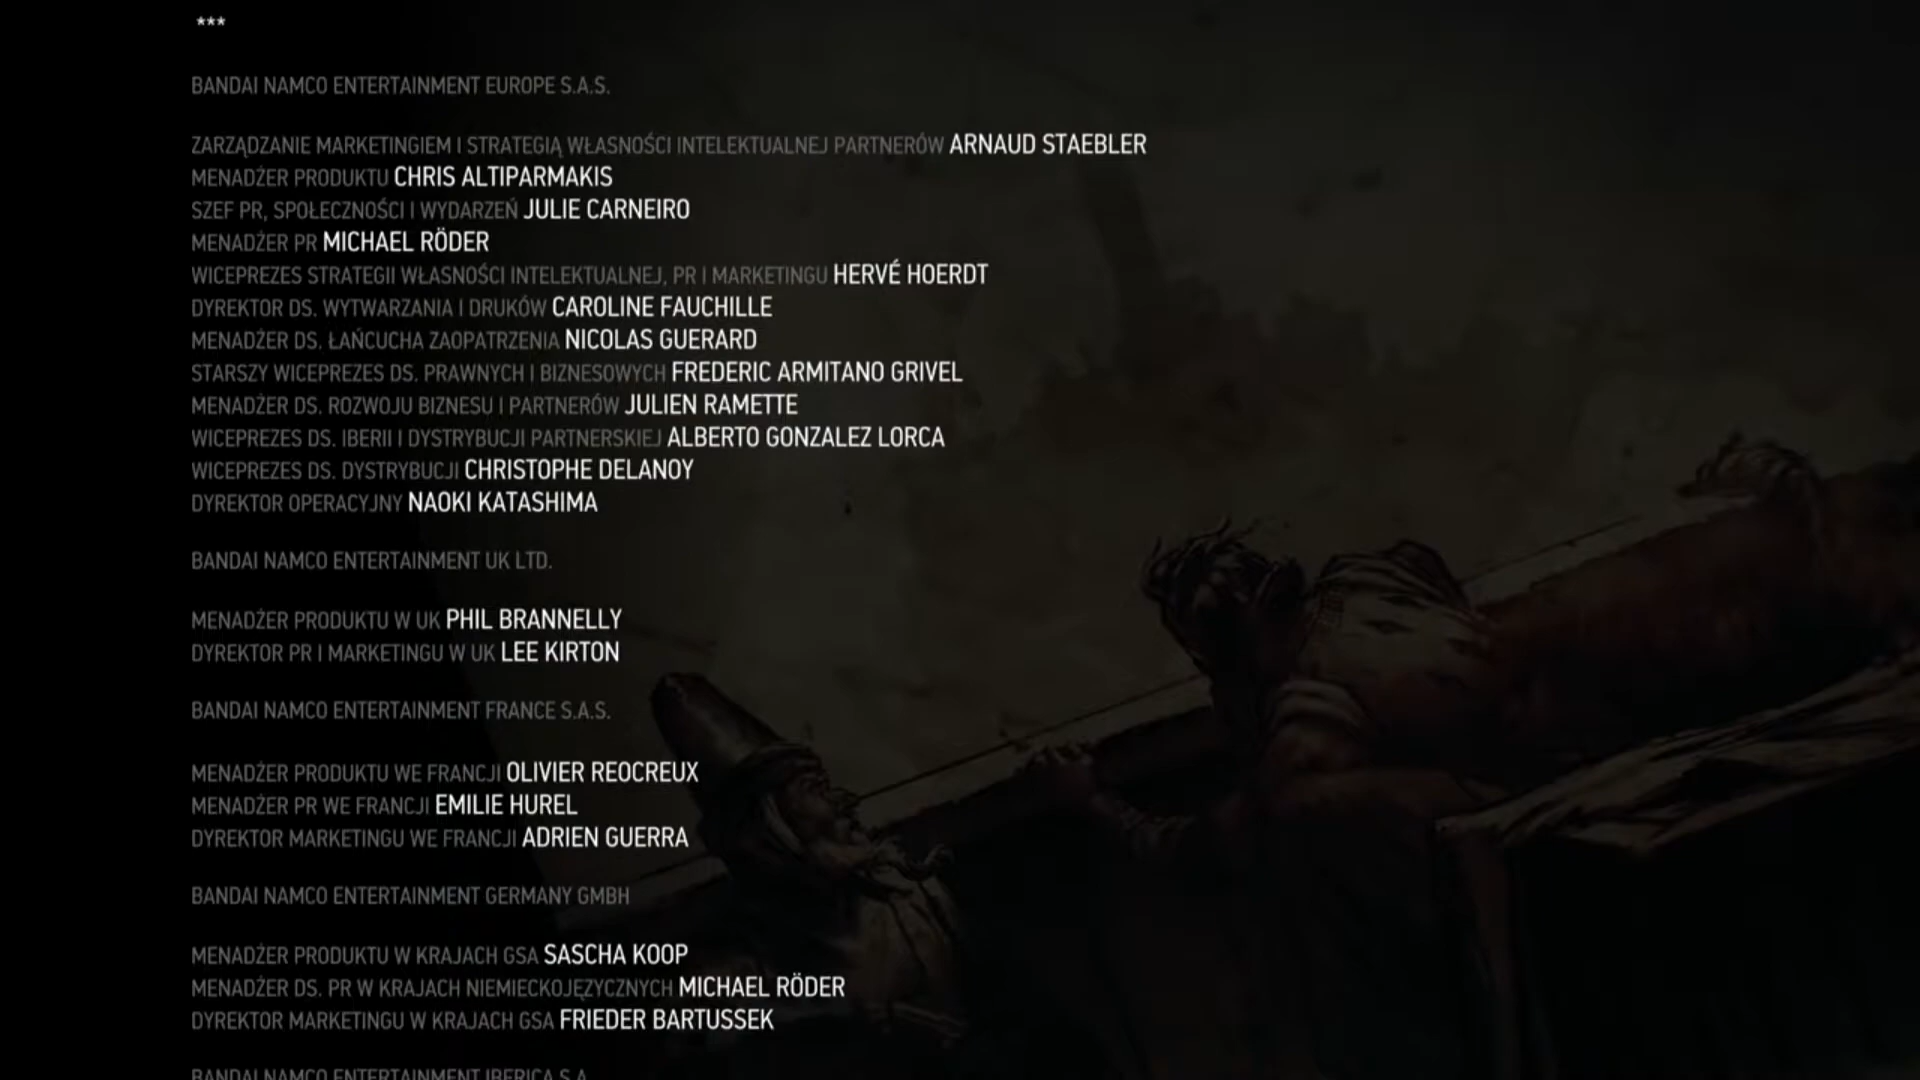 ***
BANDAI NAMCO ENTERTAINMENT EUROPE S.A.S.
ZARZĄDZANIE MARKETINGIEM I STRATEGIĄ WŁASNOŚCI INTELEKTUALNEJ PARTNERÓW ARNAUD STAEBLER
MENADŻER PRODUKTU CHRIS ALTIPARMAKIS
SZEF PR, SPOŁECZNOŚCI I WYDARZEŃ JULIE CARNEIRO
MENADŻER PR MICHAEL RÖDER
WICEPREZES STRATEGII WŁASNOŚCI INTELEKTUALNEJ, PR I MARKETINGU HERVÉ HOERDT
DYREKTOR DS. WYTWARZANIA I DRUKÓW CAROLINE FAUCHILLE
MENADŻER DS. ŁAŃCUCHA ZAOPATRZENIA NICOLAS GUERARD
STARSZY WICEPREZES DS. PRAWNYCH I BIZNESOWYCH FREDERIC ARMITANO GRIVEL
MENADŻER DS. ROZWOJU BIZNESU I PARTNERÓW JULIEN RAMETTE
WICEPREZES DS. IBERII I DYSTRYBUCJI PARTNERSKIEJ ALBERTO GONZALEZ LORCA
WICEPREZES DS. DYSTRYBUCJI CHRISTOPHE DELANOY
DYREKTOR OPERACYJNY NAOKI KATASHIMA
BANDAI NAMCO ENTERTAINMENT UK LTD.
MENADŻER PRODUKTU W UK PHIL BRANNELLY
DYREKTOR PR I MARKETINGU W UK LEE KIRTON
BANDAI NAMCO ENTERTAINMENT FRANCE S.A.S.
MENADŻER PRODUKTU WE FRANCJI OLIVIER REOCREUX
MENADŻER PR WE FRANCJI EMILIE HUREL
DYREKTOR MARKETINGU WE FRANCJI ADRIEN GUERRA
BANDAI NAMCO ENTERTAINMENT GERMANY GMBH
MENADŻER PRODUKTU W KRAJACH GSA SASCHA KOOP
MENADŻER DS. PR W KRAJACH NIEMIECKOJĘZYCZNYCH MICHAEL RÖDER
DYREKTOR MARKETINGU W KRAJACH GSA FRIEDER BARTUSSEK
BANDAI NAMCO ENTERTAINMENT IBERICA S.A.